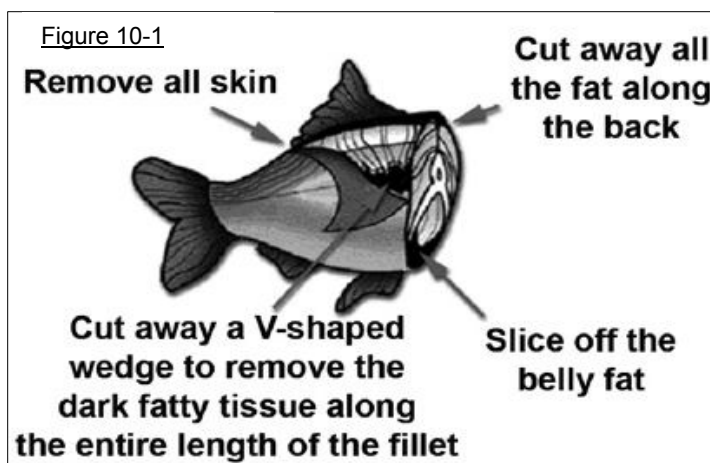 Figure 10-1
Remove all skin
Cut away all
the fat along
the back
Cut away a V-shaped
wedge to remove the
dark fatty tissue along
the entire length of the fillet
Slice off the
belly fat